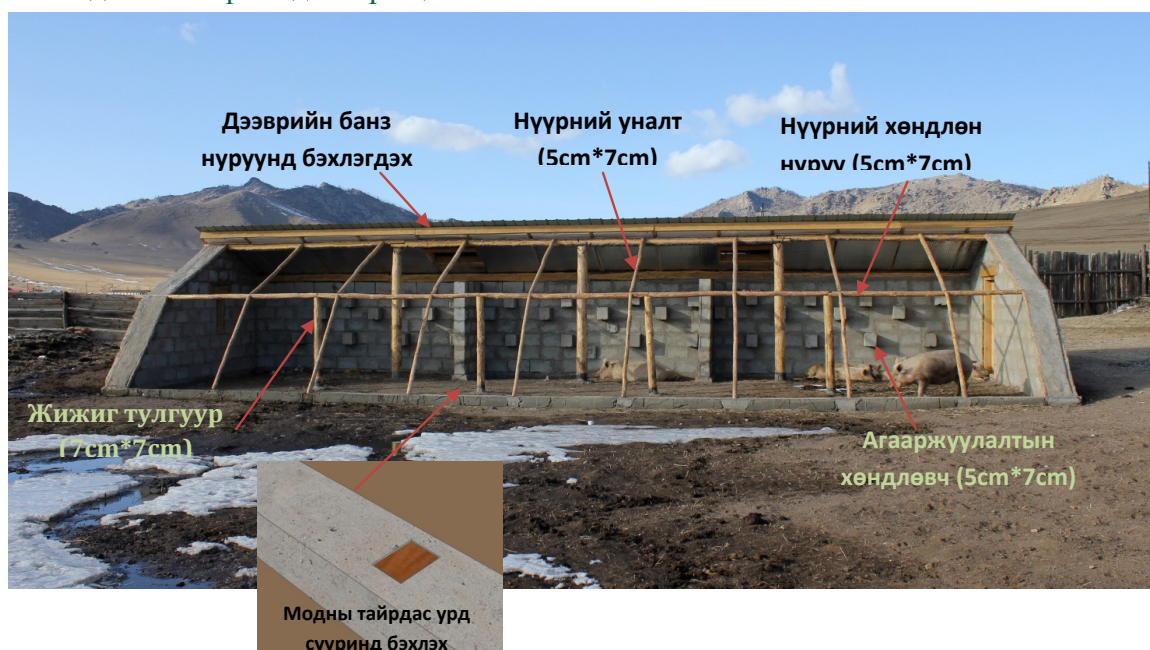 Дээврийн банз
нуруунд бэхлэгдэх
Нүүрний уналт
(5cm*7cm)
Нүүрний хөндлөн
нуруу (5cm*7cm)
Жижиг тулгуур
(7cm*7cm)
Агааржуулалтын
хөндлөвч (5cm*7cm)
Модны тайрдас урд
сууринд бэхлэх